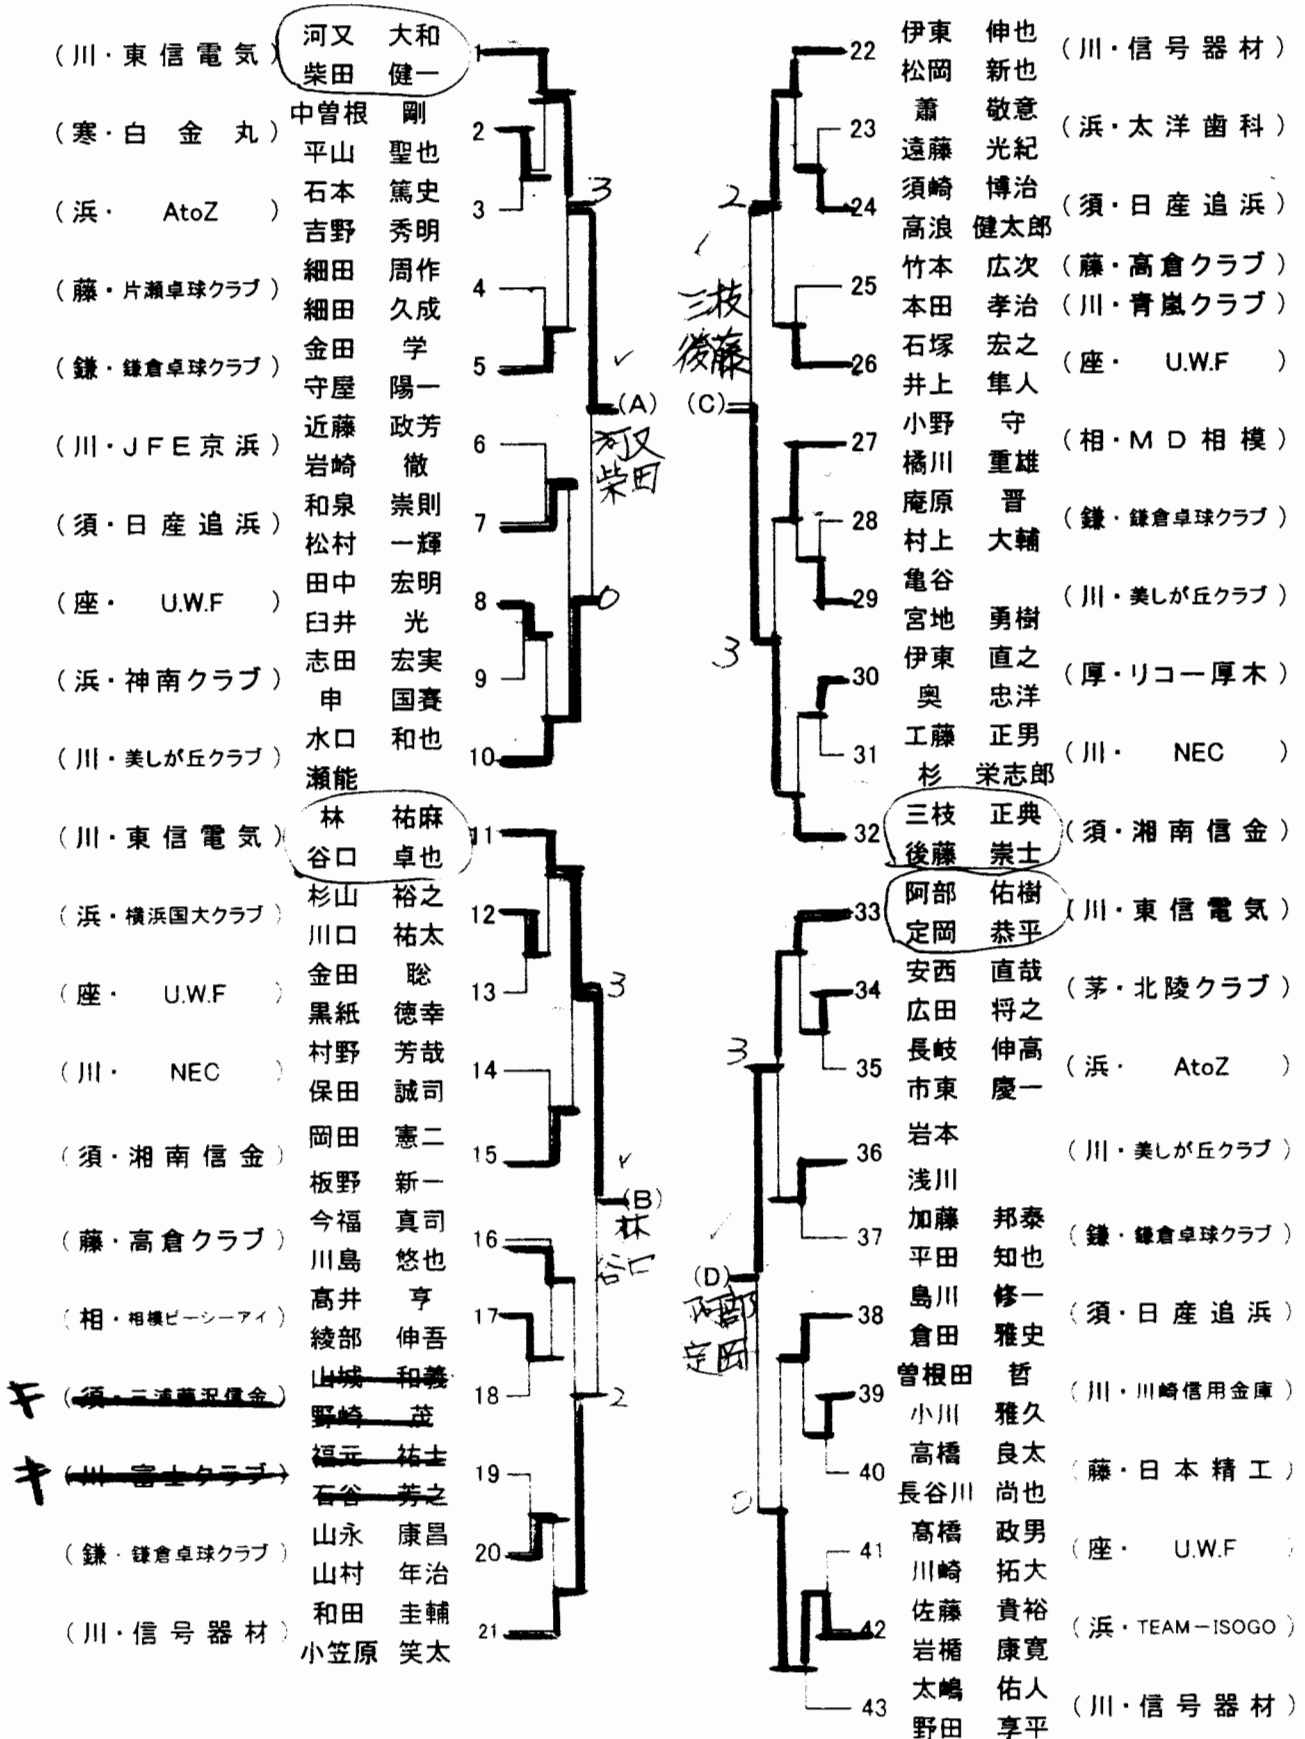 河又 大和
(川・東信電気) 1
柴田 健一
中曽根 剛
(寒・白金丸) 2
平山 聖也
石本 篤史
(浜・ AtoZ ) 3
吉野 秀明
細田 周作
(藤・片瀬卓球クラブ) 4
細田 久成
金田 学
(鎌・鎌倉卓球クラブ) 5
守屋 陽一
近藤 政芳
(川・JFE京浜) 6
岩崎 徹
和泉 崇則
(須・日産追浜) 7
松村 一輝
田中 宏明
(座・ U.W.F ) 8
臼井 光
志田 宏実
(浜・神南クラブ) 9
申 国賽
水口 和也
(川・美しが丘クラブ) 10
瀬能
3
0
(A)
河又
柴田
林 祐麻
(川・東信電気) 11
谷口 卓也
杉山 裕之
(浜・横浜国大クラブ) 12
川口 祐太
金田 聡
(座・ U.W.F ) 13
黒紙 徳幸
村野 芳哉
(川・ NEC ) 14
保田 誠司
岡田 憲二
(須・湘南信金) 15
板野 新一
今福 真司
(藤・高倉クラブ) 16
川島 悠也
髙井 亨
(相・相模ピーシーアイ) 17
綾部 伸吾
山城 和義
キ (須・三浦藤沢信金) 18
野崎 茂
福元 祐士
キ (川・富士クラブ) 19
石谷 芳之
山永 康昌
(鎌・鎌倉卓球クラブ) 20
山村 年治
和田 圭輔
(川・信号器材) 21
小笠原 笑太
3
2
(B)
林
谷口
伊東 伸也
22 (川・信号器材)
松岡 新也
蕭 敬意
23 (浜・太洋歯科)
遠藤 光紀
須崎 博治
24 (須・日産追浜)
高浪 健太郎
竹本 広次 (藤・高倉クラブ)
25
本田 孝治 (川・青嵐クラブ)
石塚 宏之
26 (座・ U.W.F )
井上 隼人
小野 守
27 (相・MD相模)
橘川 重雄
庵原 晋
28 (鎌・鎌倉卓球クラブ)
村上 大輔
亀谷
29 (川・美しが丘クラブ)
宮地 勇樹
伊東 直之
30 (厚・リコー厚木)
奥 忠洋
工藤 正男
31 (川・ NEC )
杉 栄志郎
三枝 正典
32 (須・湘南信金)
後藤 崇士
2
3
三枝
後藤
(C)
阿部 佑樹
33 (川・東信電気)
定岡 恭平
安西 直哉
34 (茅・北陵クラブ)
広田 将之
長岐 伸高
35 (浜・ AtoZ )
市東 慶一
岩本
36 (川・美しが丘クラブ)
浅川
加藤 邦泰
37 (鎌・鎌倉卓球クラブ)
平田 知也
島川 修一
38 (須・日産追浜)
倉田 雅史
曽根田 哲
39 (川・川崎信用金庫)
小川 雅久
高橋 良太
40 (藤・日本精工)
長谷川 尚也
髙橋 政男
41 (座・ U.W.F )
川崎 拓大
佐藤 貴裕
42 (浜・TEAM－ISOGO)
岩楯 康寛
太嶋 佑人
43 (川・信号器材)
野田 享平
3
0
(D)
阿部
定岡